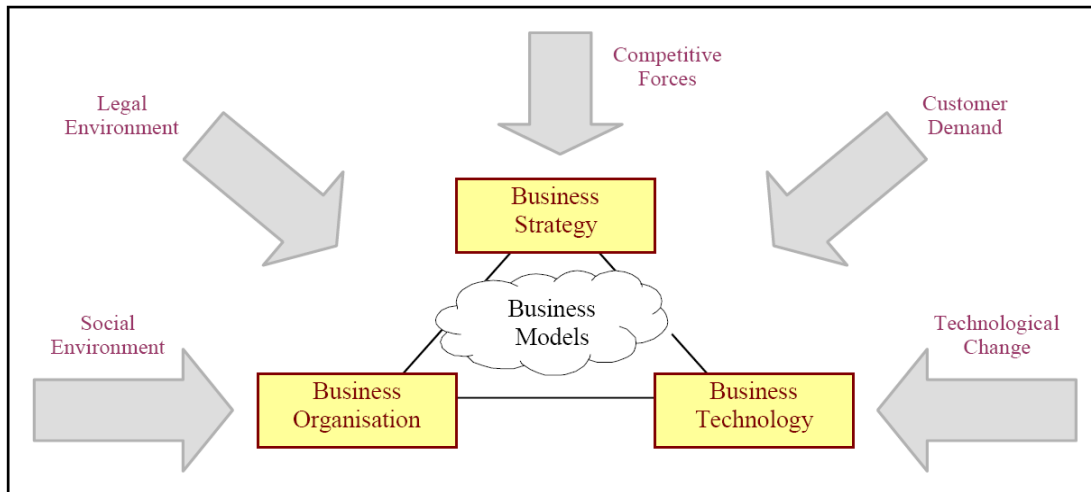 Competitive
Forces
Legal
Environment
Customer
Demand
Business
Strategy
Business
Models
Social
Environment
Technological
Change
Business
Organisation
Business
Technology